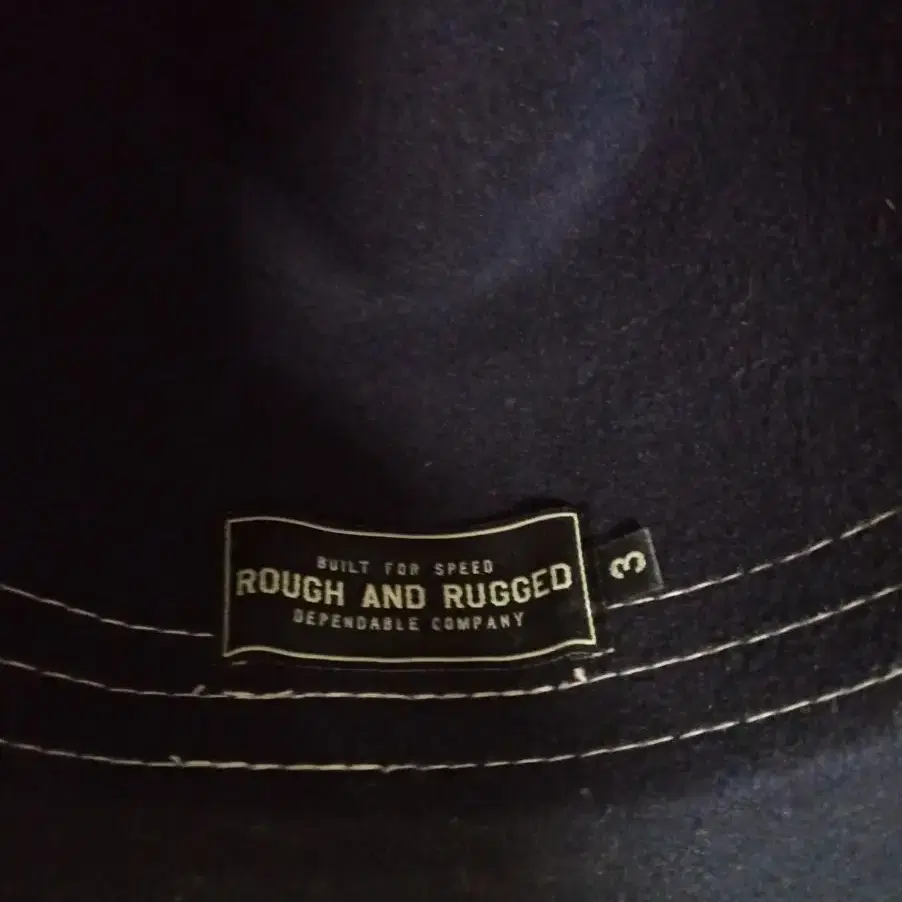 BUILT FOR SPEED
ROUGH AND RUGGED
DEPENDABLE COMPANY
3